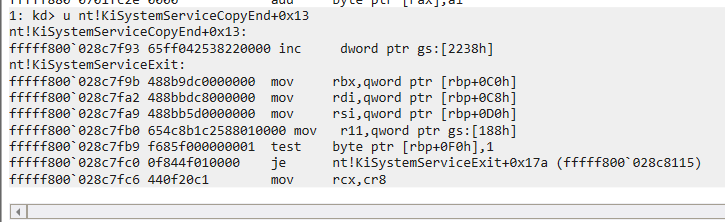 1: kd> u nt!KiSystemServiceCopyEnd+0x13
nt!KiSystemServiceCopyEnd+0x13:
fffff800`028c7f93 65ff042538220000 inc     dword ptr gs:[2238h]
nt!KiSystemServiceExit:
fffff800`028c7f9b 488b9dc0000000  mov     rbx,qword ptr [rbp+0C0h]
fffff800`028c7fa2 488bbdc8000000  mov     rdi,qword ptr [rbp+0C8h]
fffff800`028c7fa9 488bb5d0000000  mov     rsi,qword ptr [rbp+0D0h]
fffff800`028c7fb0 654c8b1c2588010000 mov   r11,qword ptr gs:[188h]
fffff800`028c7fb9 f685f000000001  test    byte ptr [rbp+0F0h],1
fffff800`028c7fc0 0f844f010000    je      nt!KiSystemServiceExit+0x17a (fffff800`028c8115)
fffff800`028c7fc6 440f20c1        mov     rcx,cr8